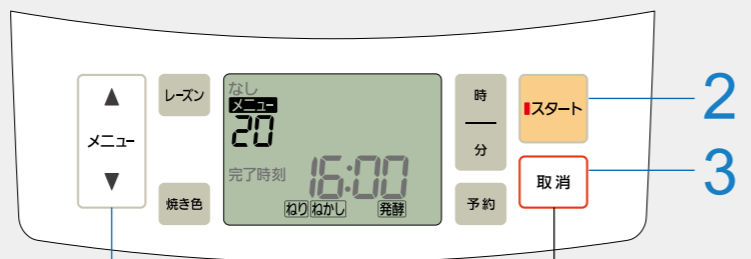 ▲
メニュー
▼
レーズン
焼き色
なし
メニュー
20
完了時刻
16:00
ねり ねかし 発酵
時
分
予約
スタート
取消
2
3